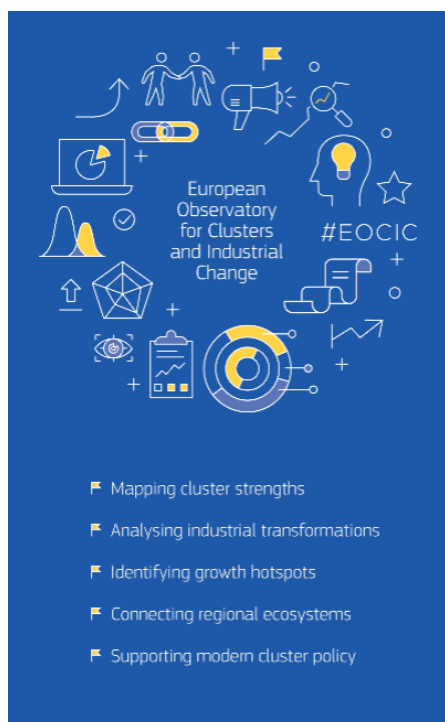 European
Observatory
for Clusters
and Industrial
Change
#EOCIC
Mapping cluster strengths
Analysing industrial transformations
Identifying growth hotspots
Connecting regional ecosystems
Supporting modern cluster policy